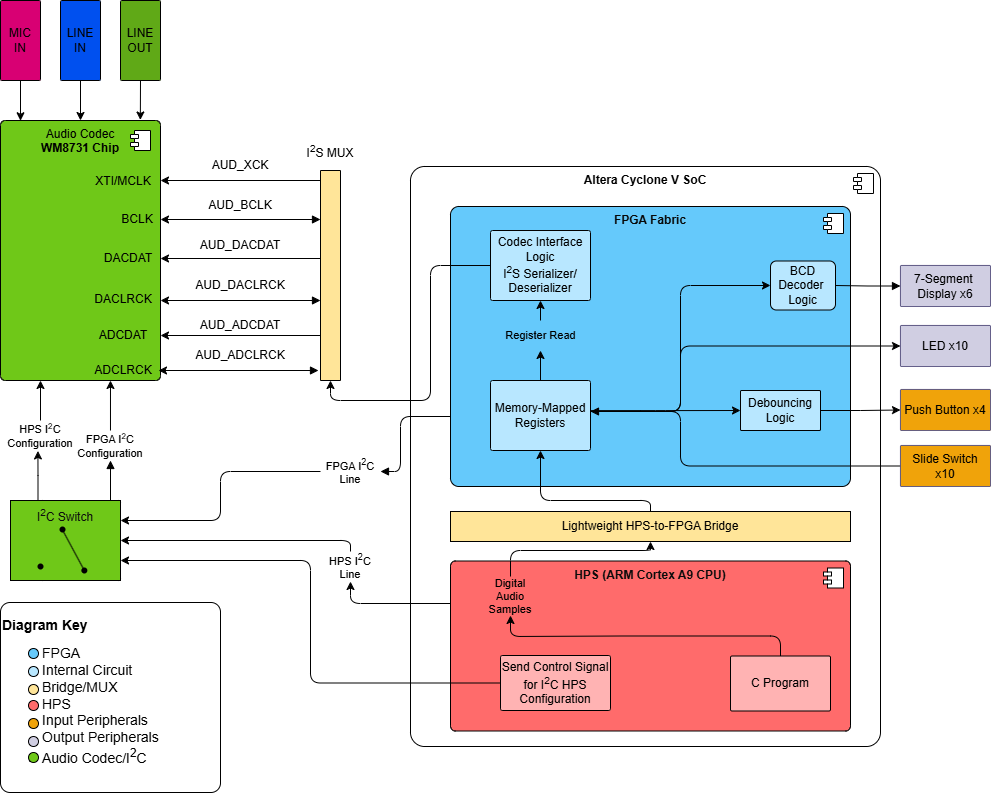 MIC
IN
LINE
IN
LINE
OUT
Audio Codec
WM8731 Chip
XTI/MCLK
BCLK
DACDAT
DACLRCK
ADCDAT
ADCLRCK
AUD_XCK
AUD_BCLK
AUD_DACDAT
AUD_DACLRCK
AUD_ADCDAT
AUD_ADCLRCK
I²S MUX
Altera Cyclone V SoC
FPGA Fabric
Codec Interface
Logic
I²S Serializer/
Deserializer
Register Read
Memory-Mapped
Registers
BCD
Decoder
Logic
Debouncing
Logic
7-Segment
Display x6
LED x10
Push Button x4
Slide Switch
x10
HPS I²C
Configuration
FPGA I²C
Configuration
FPGA I²C
Line
I²C Switch
HPS I²C
Line
Lightweight HPS-to-FPGA Bridge
HPS (ARM Cortex A9 CPU)
Digital
Audio
Samples
Send Control Signal
for I²C HPS
Configuration
C Program
Diagram Key
FPGA
Internal Circuit
Bridge/MUX
HPS
Input Peripherals
Output Peripherals
Audio Codec/I²C